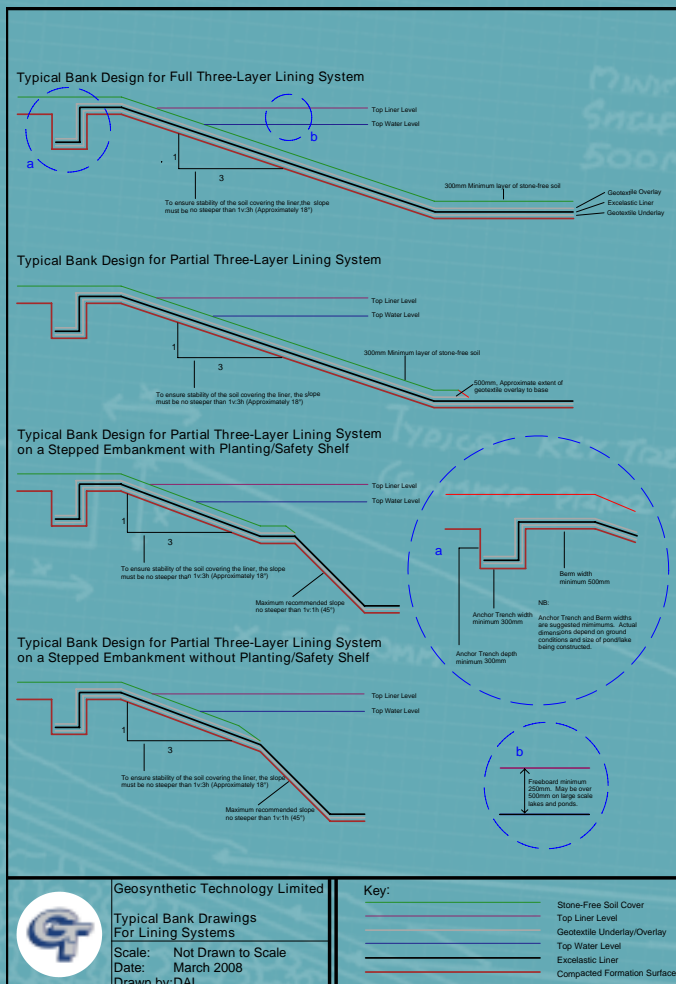 Typical Bank Design for Full Three-Layer Lining System
Top Liner Level
Top Water Level
a
b
1
3
To ensure stability of the soil covering the liner,the slope
must be no steeper than 1v:3h (Approximately 18°)
300mm Minimum layer of stone-free soil
Geotextile Overlay
Excelastic Liner
Geotextile Underlay
Typical Bank Design for Partial Three-Layer Lining System
Top Liner Level
Top Water Level
1
3
To ensure stability of the soil covering the liner, the slope
must be no steeper than 1v:3h (Approximately 18°)
300mm Minimum layer of stone-free soil
500mm, Approximate extent of
geotextile overlay to base
Typical Bank Design for Partial Three-Layer Lining System
on a Stepped Embankment with Planting/Safety Shelf
Top Liner Level
Top Water Level
1
3
To ensure stability of the soil covering the liner, the slope
must be no steeper than 1v:3h (Approximately 18°)
Maximum recommended slope
no steeper than 1v:1h (45°)
a
Berm width
minimum 500mm
Anchor Trench width
minimum 300mm
Anchor Trench depth
minimum 300mm
NB:
Anchor Trench and Berm widths
are suggested mimimums. Actual
dimensions depend on ground
conditions and size of pond/lake
being constructed.
Typical Bank Design for Partial Three-Layer Lining System
on a Stepped Embankment without Planting/Safety Shelf
Top Liner Level
Top Water Level
1
3
To ensure stability of the soil covering the liner, the slope
must be no steeper than 1v:3h (Approximately 18°)
Maximum recommended slope
no steeper than 1v:1h (45°)
b
Freeboard minimum
250mm. May be over
500mm on large scale
lakes and ponds.
GT
Geosynthetic Technology Limited
Typical Bank Drawings
For Lining Systems
Scale: Not Drawn to Scale
Date: March 2008
Drawn by:DAL
Key:
Stone-Free Soil Cover
Top Liner Level
Geotextile Underlay/Overlay
Top Water Level
Excelastic Liner
Compacted Formation Surface